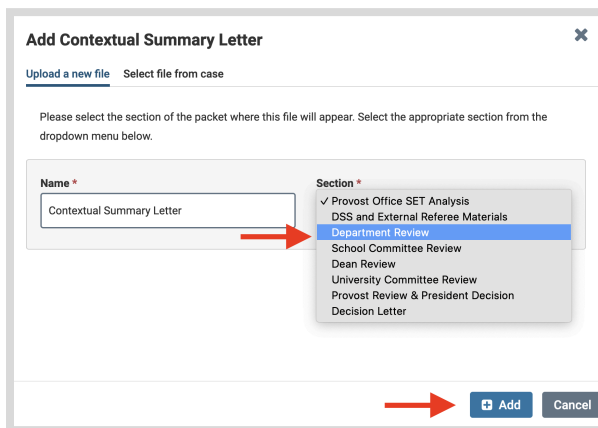 Add Contextual Summary Letter
Upload a new file Select file from case
Please select the section of the packet where this file will appear. Select the appropriate section from the
dropdown menu below.
Name *
Contextual Summary Letter
Section *
✓ Provost Office SET Analysis
DSS and External Referee Materials
Department Review
School Committee Review
Dean Review
University Committee Review
Provost Review & President Decision
Decision Letter
Add Cancel